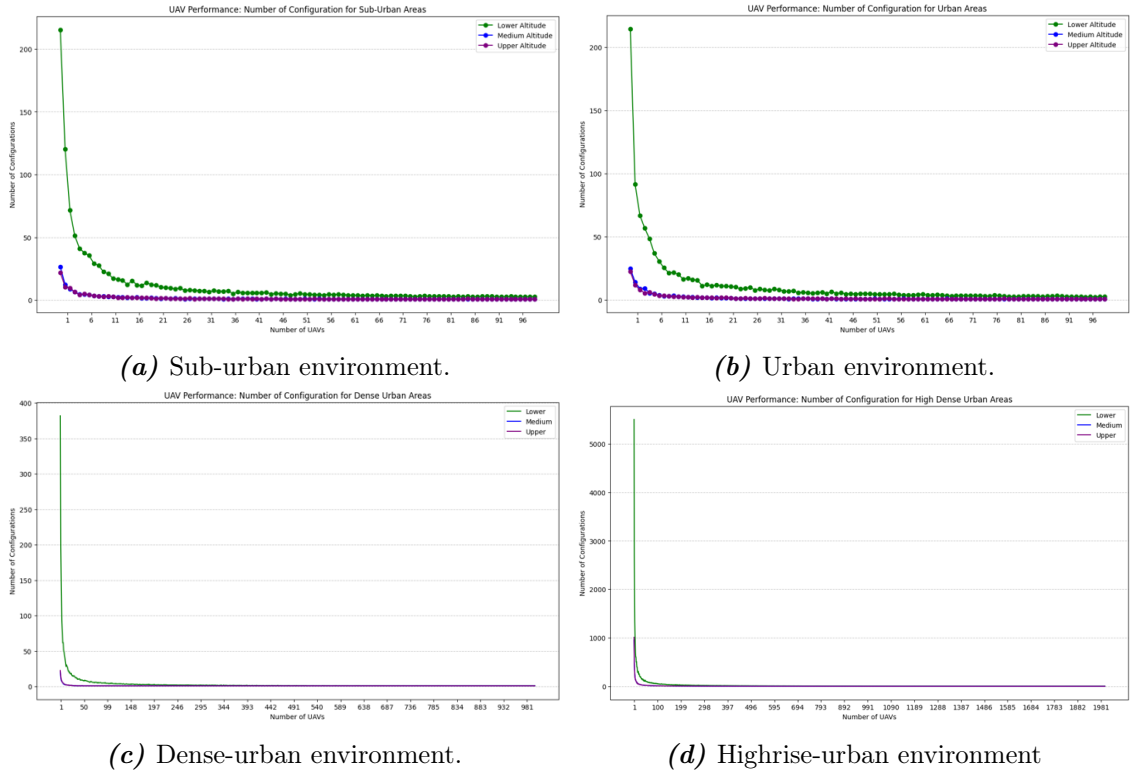 UAV Performance: Number of Configuration for Sub-Urban Areas
Lower Altitude
Medium Altitude
Upper Altitude
Number of Configurations
200
150
100
50
0
1 6 11 16 21 26 31 36 41 46 51 56 61 66 71 76 81 86 91 96
Number of UAVs
(a) Sub-urban environment.
UAV Performance: Number of Configuration for Urban Areas
Lower Altitude
Medium Altitude
Upper Altitude
Number of Configurations
200
150
100
50
0
1 6 11 16 21 26 31 36 41 46 51 56 61 66 71 76 81 86 91 96
Number of UAVs
(b) Urban environment.
UAV Performance: Number of Configuration for Dense Urban Areas
Lower
Medium
Upper
Number of Configurations
400
350
300
250
200
150
100
50
0
1 50 99 148 197 246 295 344 393 442 491 540 589 638 687 736 785 834 883 932 981
Number of UAVs
(c) Dense-urban environment.
UAV Performance: Number of Configuration for High Dense Urban Areas
Lower
Medium
Upper
Number of Configurations
5000
4000
3000
2000
1000
0
1 100 199 298 397 496 595 694 793 892 991 1090 1189 1288 1387 1486 1585 1684 1783 1882 1981
Number of UAVs
(d) Highrise-urban environment